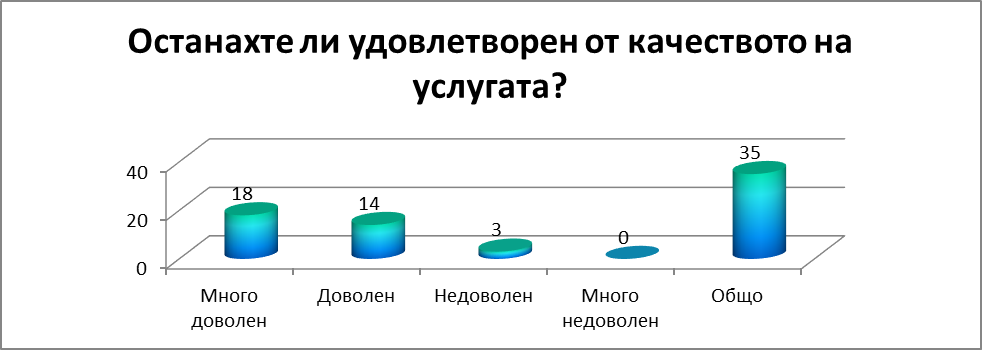 Останахте ли удовлетворен от качеството на
услугата?
40
20
0
18
14
3
0
35
Много
доволен
Доволен
Недоволен
Много
недоволен
Общо